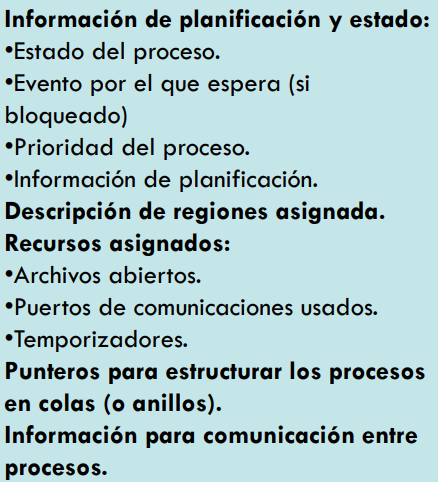 Información de planificación y estado:
•Estado del proceso.
•Evento por el que espera (si
bloqueado)
•Prioridad del proceso.
•Información de planificación.
Descripción de regiones asignada.
Recursos asignados:
•Archivos abiertos.
•Puertos de comunicaciones usados.
•Temporizadores.
Punteros para estructurar los procesos
en colas (o anillos).
Información para comunicación entre
procesos.